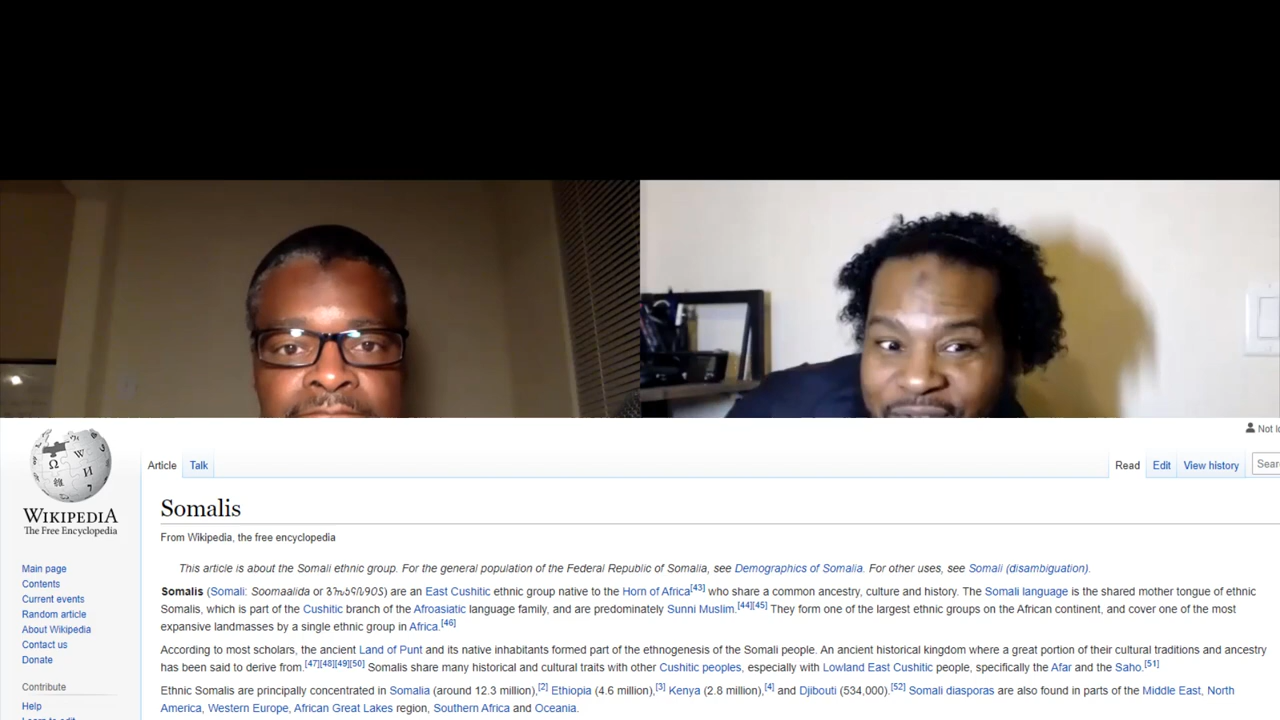 Not lo
Article Talk Read Edit View history Sear
WIKIPEDIA
The Free Encyclopedia
Somalis
From Wikipedia, the free encyclopedia
This article is about the Somali ethnic group. For the general population of the Federal Republic of Somalia, see Demographics of Somalia. For other uses, see Somali (disambiguation).
Somalis (Somali: Soomaalida or) are an East Cushitic ethnic group native to the Horn of Africa[43] who share a common ancestry, culture and history. The Somali language is the shared mother tongue of ethnic
Somalis, which is part of the Cushitic branch of the Afroasiatic language family, and are predominately Sunni Muslim.[44][45] They form one of the largest ethnic groups on the African continent, and cover one of the most
expansive landmasses by a single ethnic group in Africa.[46]
According to most scholars, the ancient Land of Punt and its native inhabitants formed part of the ethnogenesis of the Somali people. An ancient historical kingdom where a great portion of their cultural traditions and ancestry
has been said to derive from.[47][48][49][50] Somalis share many historical and cultural traits with other Cushitic peoples, especially with Lowland East Cushitic people, specifically the Afar and the Saho.[51]
Ethnic Somalis are principally concentrated in Somalia (around 12.3 million),[2] Ethiopia (4.6 million),[3] Kenya (2.8 million),[4] and Djibouti (534,000).[52] Somali diasporas are also found in parts of the Middle East, North
America, Western Europe, African Great Lakes region, Southern Africa and Oceania.
Main page
Contents
Current events
Random article
About Wikipedia
Contact us
Donate
Contribute
Help
Learn to edit